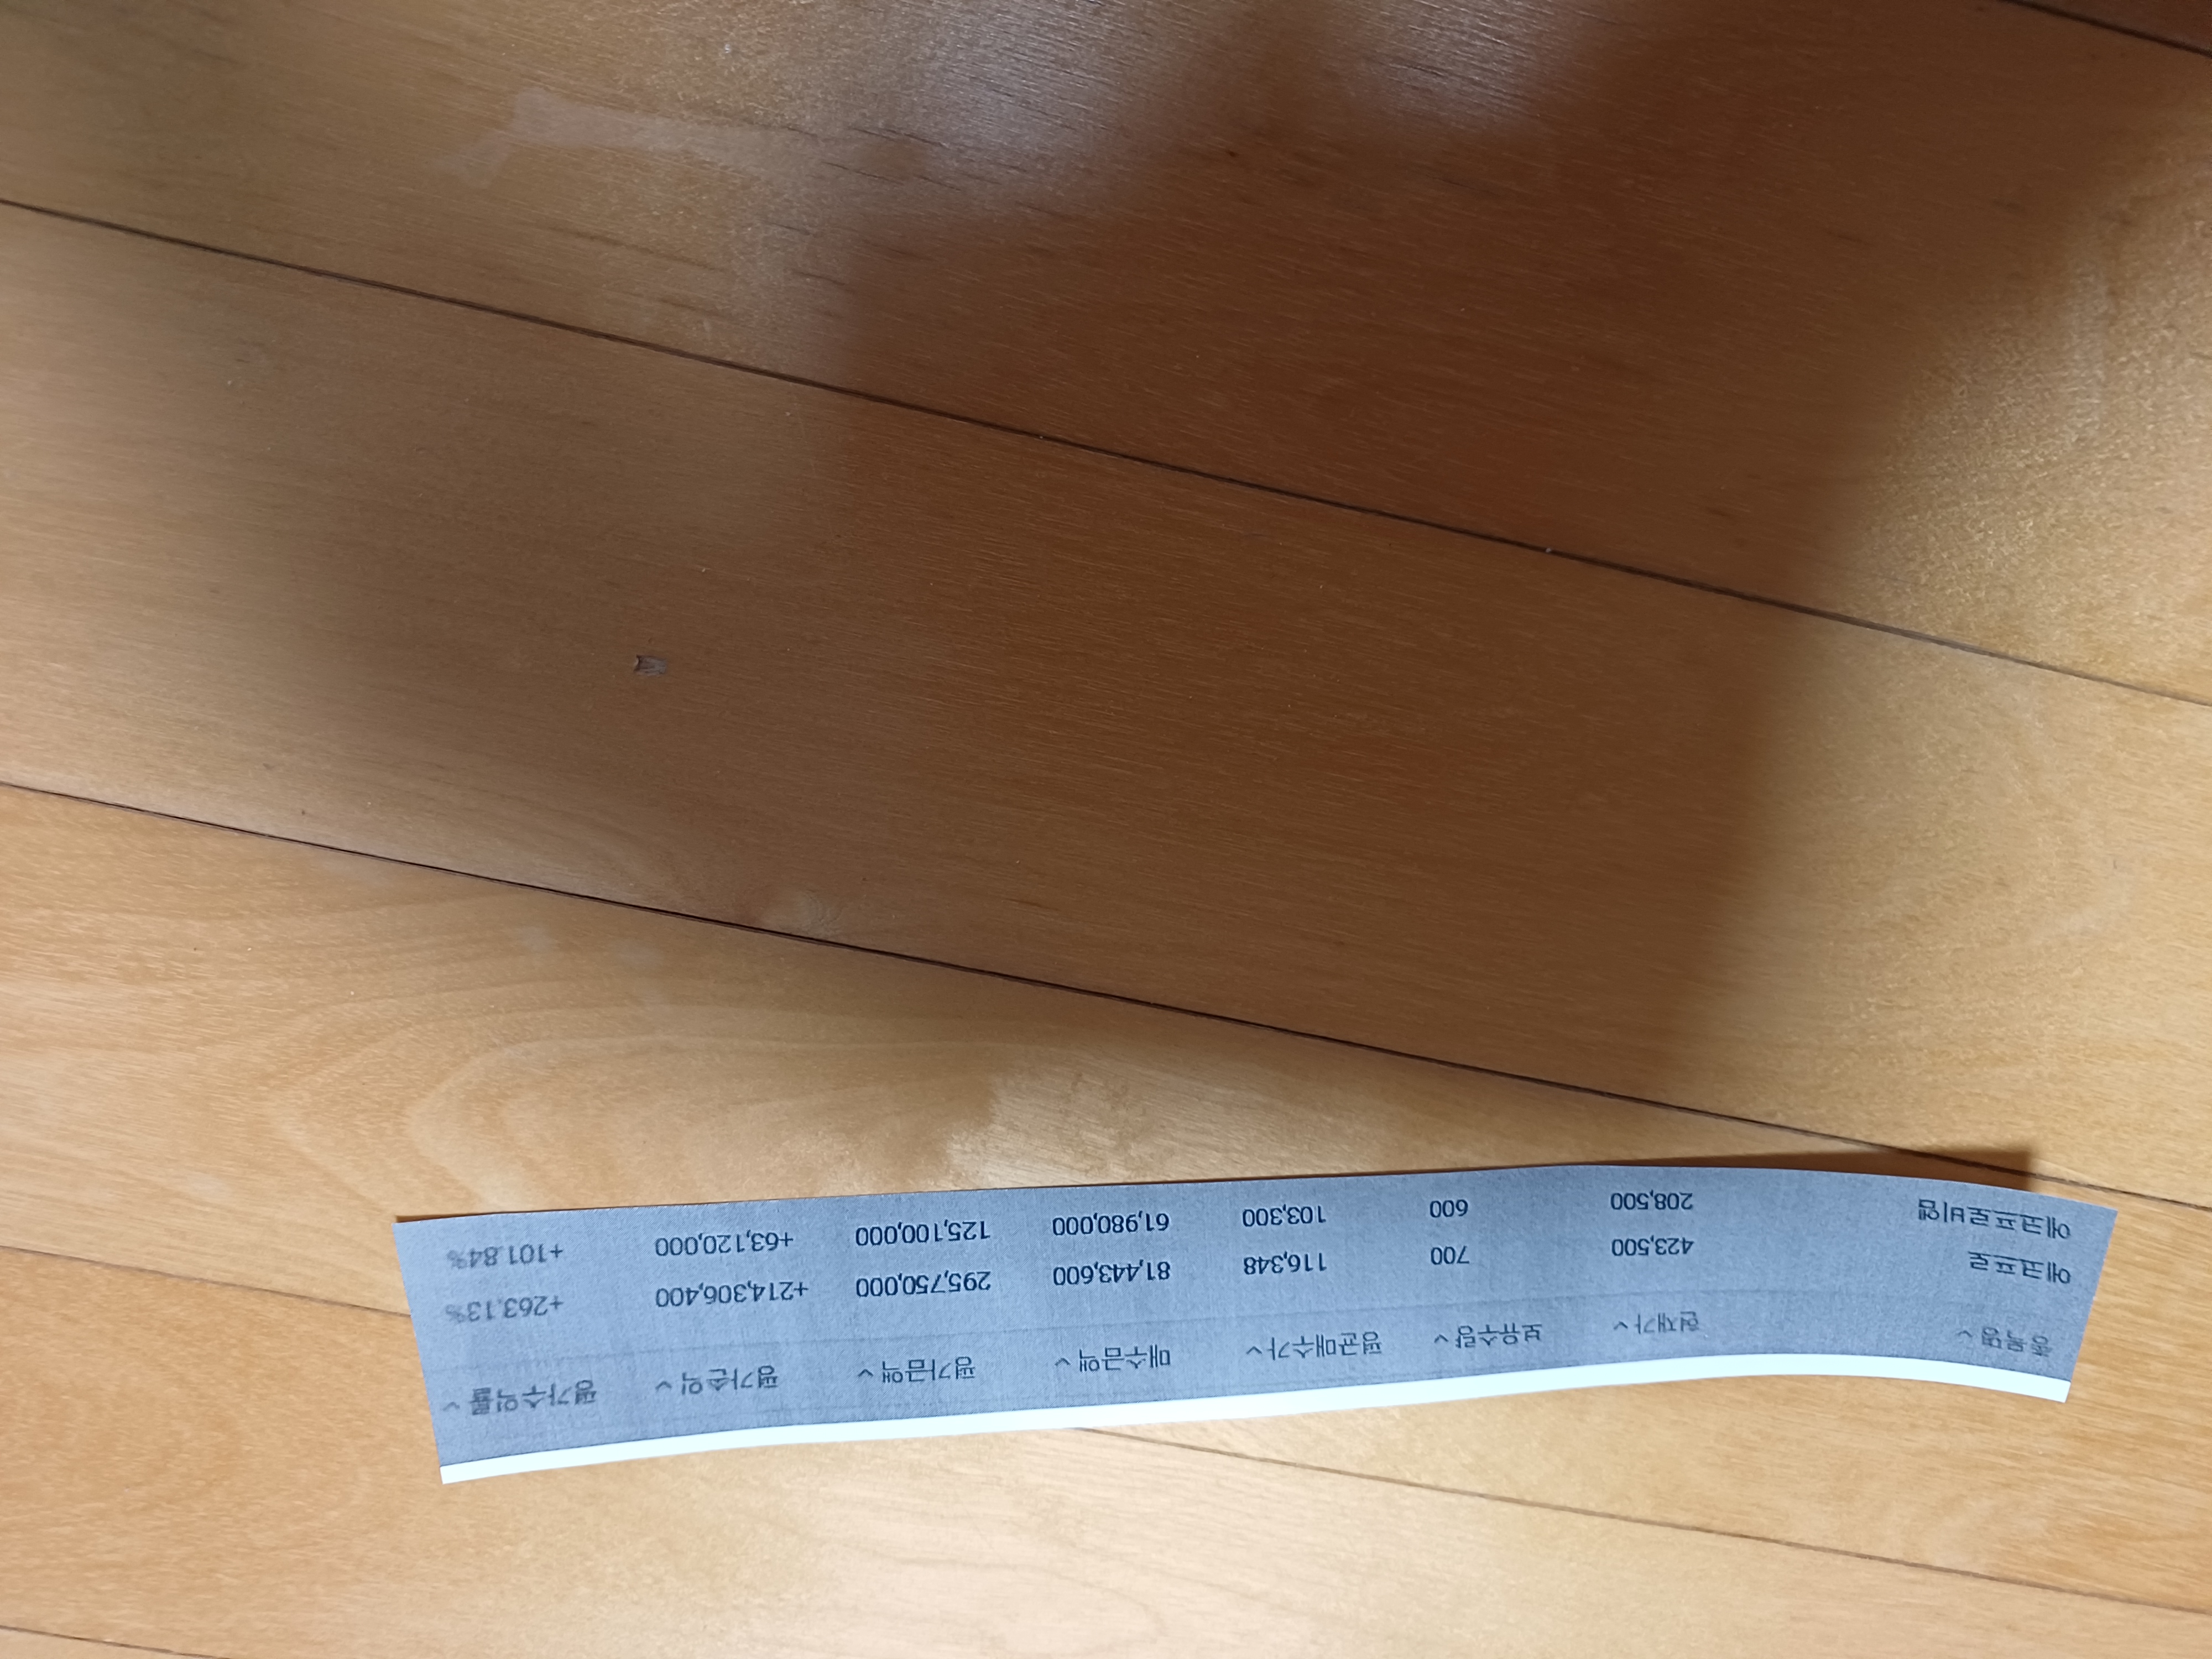 종목명 현재가 보유수량 평균매수가 매수금액 평가금액 평가손익 평가수익률
에코프로 423,500 700 116,348 81,443,600 295,750,000 +214,306,400 +263.13%
에코프로비엠 208,500 600 103,300 61,980,000 125,100,000 +63,120,000 +101.84%